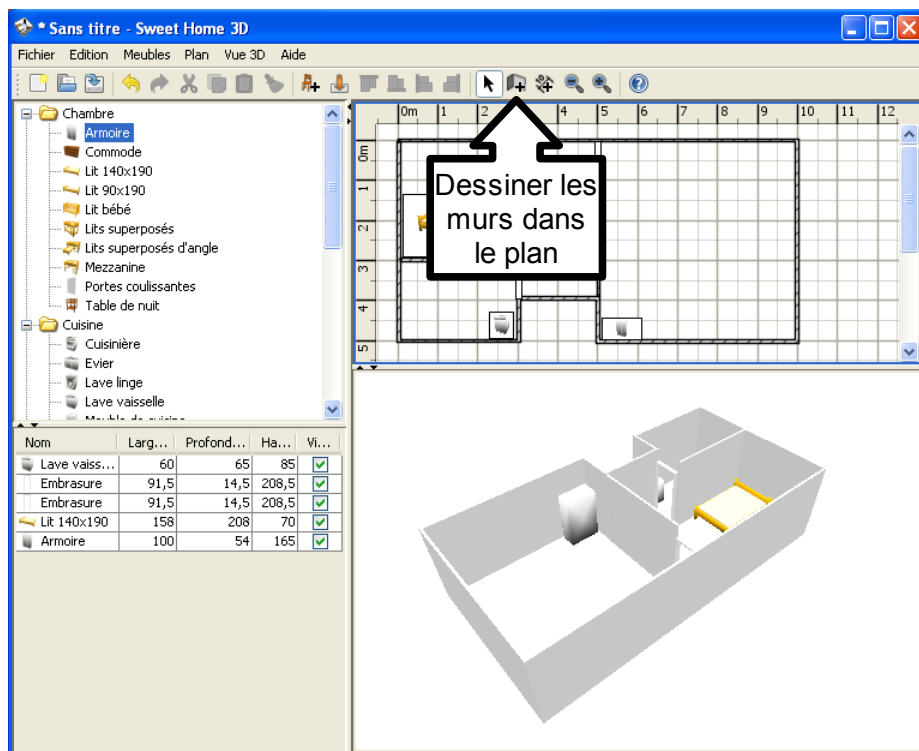 * Sans titre - Sweet Home 3D
Fichier Edition Meubles Plan Vue 3D Aide
Chambre
Armoire
Commode
Lit 140x190
Lit 90x190
Lit bébé
Lits superposés
Lits superposés d'angle
Mezzanine
Portes coulissantes
Table de nuit
Cuisine
Cuisinière
Evier
Lave linge
Lave vaisselle
Meuble de cuisine
0m 1 2 4 5 6 7 8 9 10 11 12
0m
1
2
3
4
5
Dessiner les
murs dans
le plan
Nom Larg... Profond... Ha... Vi...
Lave vaiss... 60 65 85
Embrasure 91,5 14,5 208,5
Embrasure 91,5 14,5 208,5
Lit 140x190 158 208 70
Armoire 100 54 165